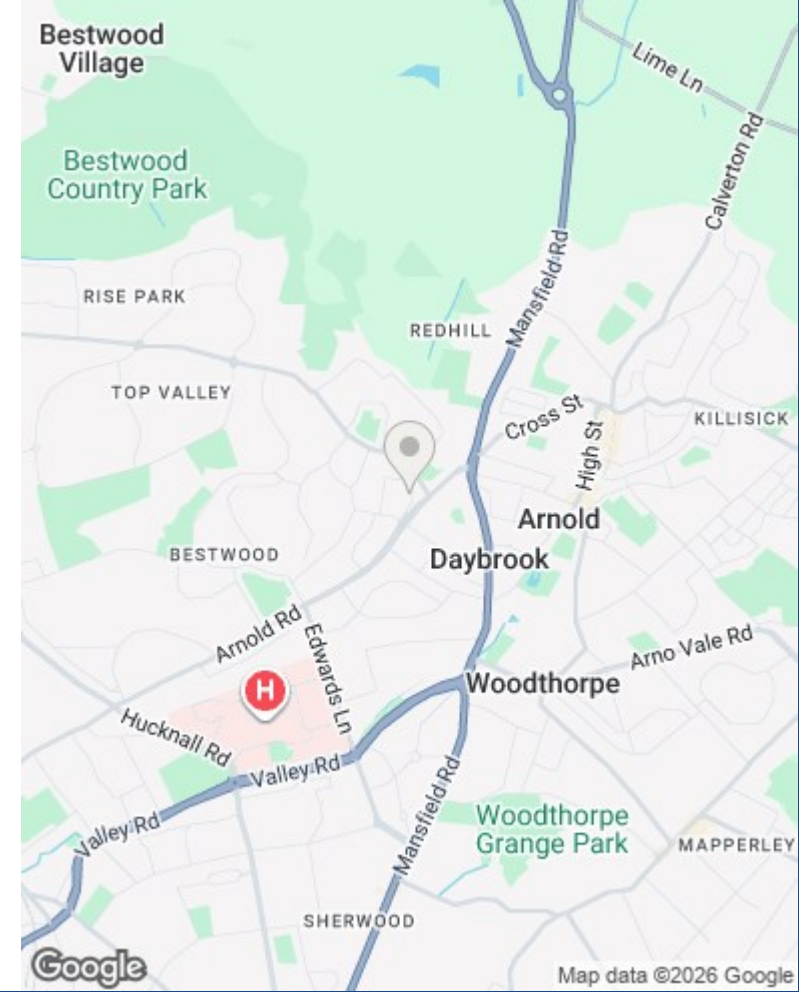 Bestwood
Village
Lime Ln
Bestwood
Country Park
Calverton Rd
Mansfield Rd
RISE PARK
REDHILL
TOP VALLEY
Cross St
KILLISICK
High St
Arnold
BESTWOOD
Daybrook
Arnold Rd
Edwards Ln
Arno Vale Rd
H
Woodthorpe
Hucknall Rd
Valley Rd
Valley Rd
Mansfield Rd
Woodthorpe
Grange Park
MAPPERLEY
SHERWOOD
Google
Map data ©2026 Google